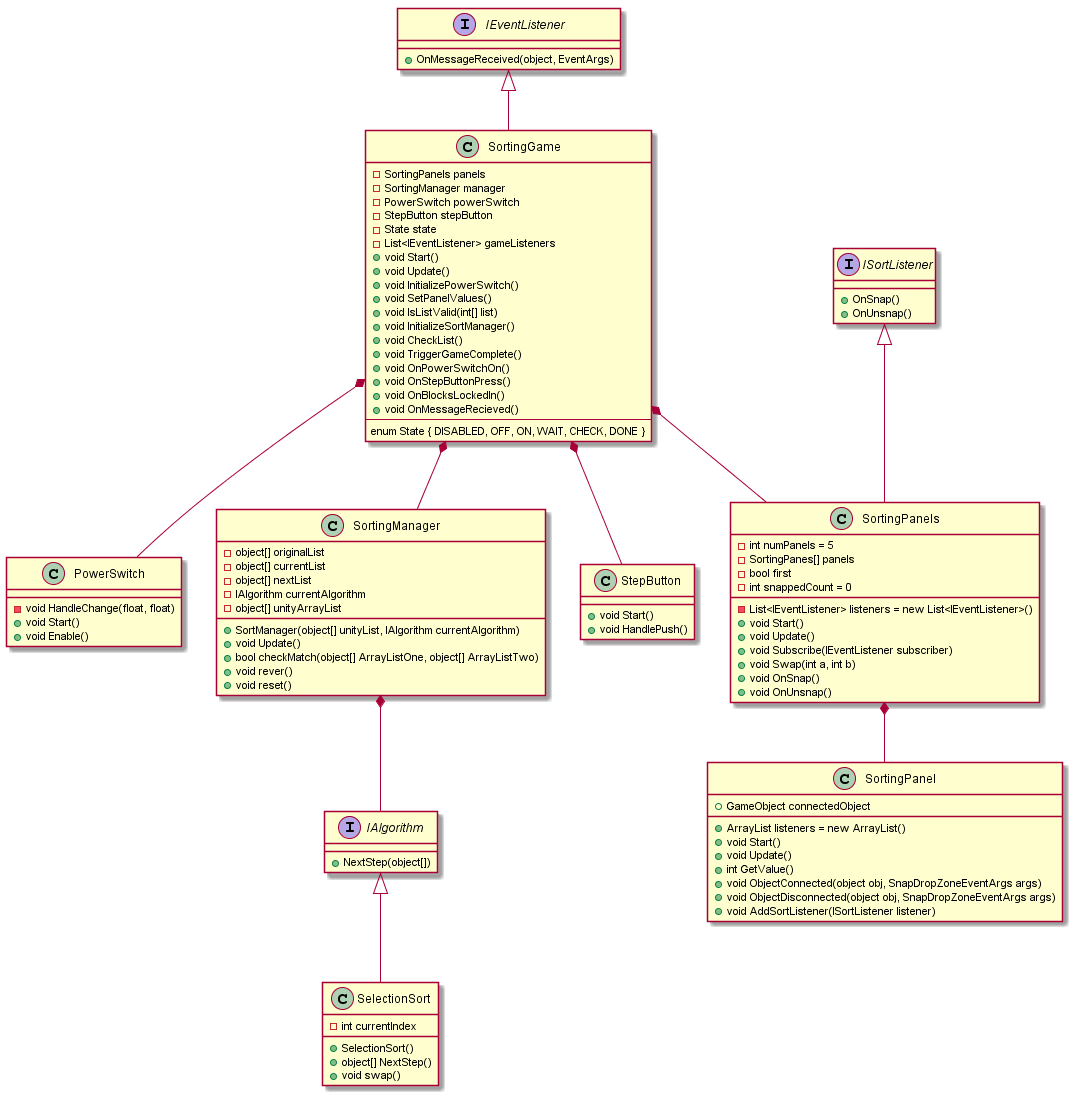 I IEventListener
OnMessageReceived(object, EventArgs)
C SortingGame
SortingPanels panels
SortingManager manager
PowerSwitch powerSwitch
StepButton stepButton
State state
List<IEventListener> gameListeners
void Start()
void Update()
void InitializePowerSwitch()
void SetPanelValues()
void IsListValid(int[] list)
void InitializeSortManager()
void CheckList()
void TriggerGameComplete()
void OnPowerSwitchOn()
void OnStepButtonPress()
void OnBlocksLockedIn()
void OnMessageRecieved()
enum State { DISABLED, OFF, ON, WAIT, CHECK, DONE }
I ISortListener
OnSnap()
OnUnsnap()
C PowerSwitch
void HandleChange(float, float)
void Start()
void Enable()
C SortingManager
object[] originalList
object[] currentList
object[] nextList
IAlgorithm currentAlgorithm
object[] unityArrayList
SortManager(object[] unityList, IAlgorithm currentAlgorithm)
void Update()
bool checkMatch(object[] ArrayListOne, object[] ArrayListTwo)
void rever()
void reset()
C StepButton
void Start()
void HandlePush()
C SortingPanels
int numPanels = 5
SortingPanes[] panels
bool first
int snappedCount = 0
List<IEventListener> listeners = new List<IEventListener>()
void Start()
void Update()
void Subscribe(IEventListener subscriber)
void Swap(int a, int b)
void OnSnap()
void OnUnsnap()
C SortingPanel
GameObject connectedObject
ArrayList listeners = new ArrayList()
void Start()
void Update()
int GetValue()
void ObjectConnected(object obj, SnapDropZoneEventArgs args)
void ObjectDisconnected(object obj, SnapDropZoneEventArgs args)
void AddSortListener(ISortListener listener)
I IAlgorithm
NextStep(object[])
C SelectionSort
int currentIndex
SelectionSort()
object[] NextStep()
void swap()